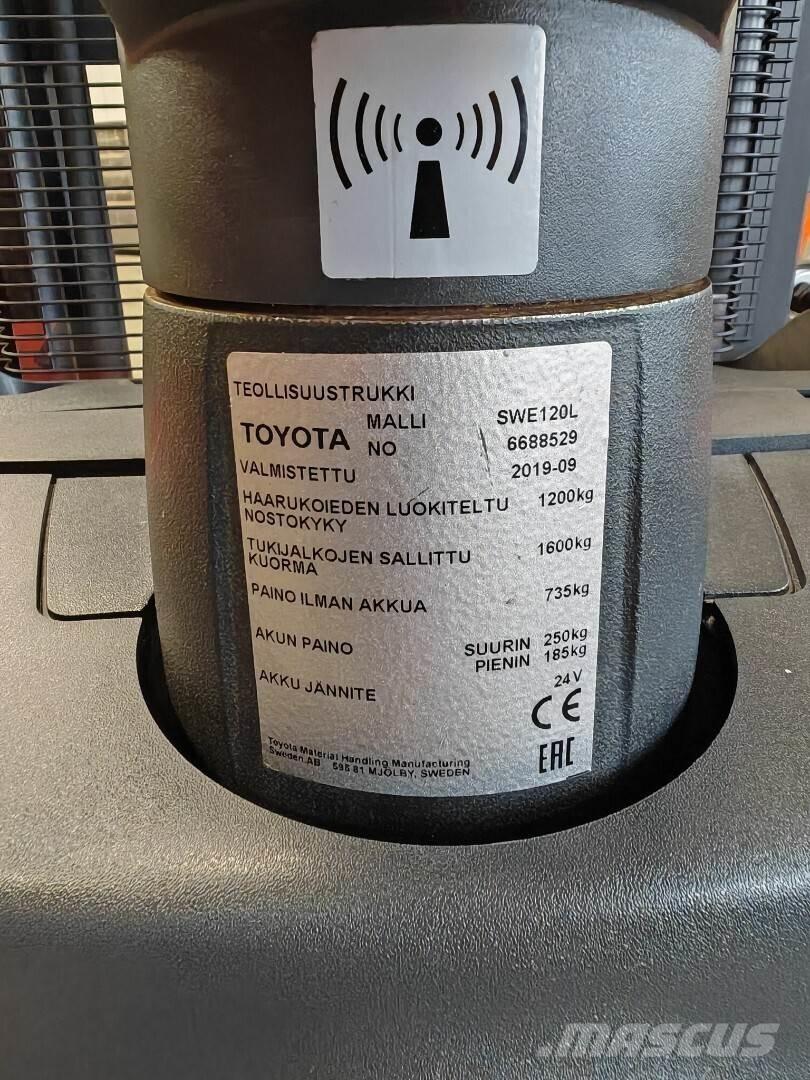 TEOLLISUUSTRUKKI
TOYOTA MALLI SWE120L
NO 6688529
VALMISTETTU 2019-09
HAARUKOIEDEN LUOKITELTU 1200kg
NOSTOKYKY
TUKIJALKOJEN SALLITTU 1600kg
KUORMA
PAINO ILMAN AKKUA 735kg
AKUN PAINO SUURIN 250kg
PIENIN 185kg
AKKU JÄNNITE 24V
CE
Toyota Material Handling Manufacturing
Sweden AB 595 81 MJÖLBY, SWEDEN
EAC
MASCUS